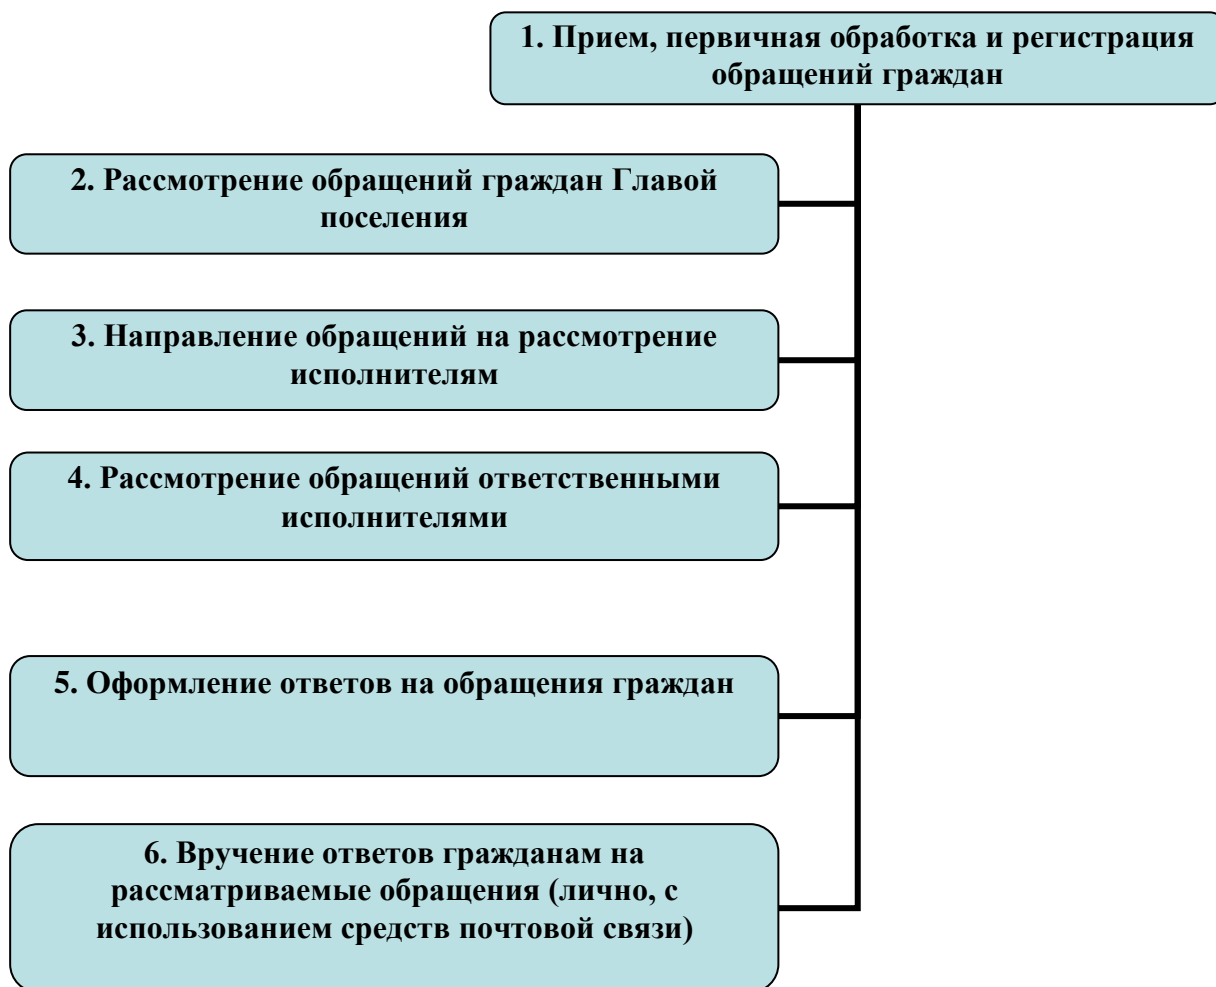 1. Прием, первичная обработка и регистрация
обращений граждан
2. Рассмотрение обращений граждан Главой
поселения
3. Направление обращений на рассмотрение
исполнителям
4. Рассмотрение обращений ответственными
исполнителями
5. Оформление ответов на обращения граждан
6. Вручение ответов гражданам на
рассматриваемые обращения (лично, с
использованием средств почтовой связи)